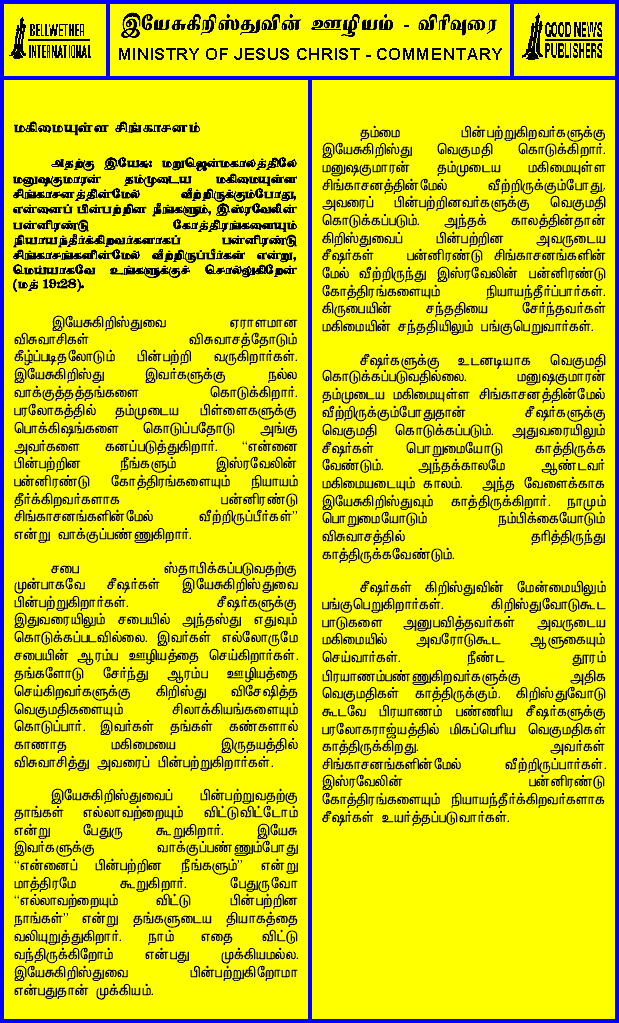 BELLWETHER
INTERNATIONAL
இயேசுகிறிஸ்துவின் ஊழியம் - விரிவுரை
MINISTRY OF JESUS CHRIST - COMMENTARY
GOOD NEWS
PUBLISHERS
மகிமையுள்ள சிங்காசனம்
அதற்கு இயேசு: மறுஜென்மகாலத்திலே
மனுஷகுமாரன் தம்முடைய மகிமையுள்ள
சிங்காசனத்தின்மேல் வீற்றிருக்கும்போது,
என்னைப் பின்பற்றின நீங்களும், இஸ்ரவேலின்
பன்னிரண்டு கோத்திரங்களையும்
நியாயந்தீர்க்கிறவர்களாகப் பன்னிரண்டு
சிங்காசங்களின்மேல் வீற்றிருப்பீர்கள் என்று,
மெய்யாகவே உங்களுக்குச் சொல்லுகிறேன்
(மத் 19:28).
இயேசுகிறிஸ்துவை ஏராளமான
விசுவாசிகள் விசுவாசத்தோடும்
கீழ்ப்படிதலோடும் பின்பற்றி வருகிறார்கள்.
இயேசுகிறிஸ்து இவர்களுக்கு நல்ல
வாக்குத்தத்தங்களை கொடுக்கிறார்.
பரலோகத்தில் தம்முடைய பிள்ளைகளுக்கு
பொக்கிஷங்களை கொடுப்பதோடு அங்கு
அவர்களை கனப்படுத்துகிறார். “என்னை
பின்பற்றின நீங்களும் இஸ்ரவேலின்
பன்னிரண்டு கோத்திரங்களையும் நியாயம்
தீர்க்கிறவர்களாக பன்னிரண்டு
சிங்காசனங்களின்மேல் வீற்றிருப்பீர்கள்”
என்று வாக்குப்பண்ணுகிறார்.
சபை ஸ்தாபிக்கப்படுவதற்கு
முன்பாகவே சீஷர்கள் இயேசுகிறிஸ்துவை
பின்பற்றுகிறார்கள். சீஷர்களுக்கு
இதுவரையிலும் சபையில் அந்தஸ்து எதுவும்
கொடுக்கப்படவில்லை. இவர்கள் எல்லோருமே
சபையின் ஆரம்ப ஊழியத்தை செய்கிறார்கள்.
தங்களோடு சேர்ந்து ஆரம்ப ஊழியத்தை
செய்கிறவர்களுக்கு கிறிஸ்து விசேஷித்த
வெகுமதிகளையும் சிலாக்கியங்களையும்
கொடுப்பார். இவர்கள் தங்கள் கண்களால்
காணாத மகிமையை இருதயத்தில்
விசுவாசித்து அவரைப் பின்பற்றுகிறார்கள்.
இயேசுகிறிஸ்துவைப் பின்பற்றுவதற்கு
தாங்கள் எல்லாவற்றையும் விட்டுவிட்டோம்
என்று பேதுரு கூறுகிறார். இயேசு
இவர்களுக்கு வாக்குப்பண்ணும்போது
“என்னைப் பின்பற்றின நீங்களும்” என்று
மாத்திரமே கூறுகிறார். பேதுருவோ
“எல்லாவற்றையும் விட்டு பின்பற்றின
நாங்கள்” என்று தங்களுடைய தியாகத்தை
வலியுறுத்துகிறார். நாம் எதை விட்டு
வந்திருக்கிறோம் என்பது முக்கியமல்ல.
இயேசுகிறிஸ்துவை பின்பற்றுகிறோமா
என்பதுதான் முக்கியம்.
தம்மை பின்பற்றுகிறவர்களுக்கு
இயேசுகிறிஸ்து வெகுமதி கொடுக்கிறார்.
மனுஷகுமாரன் தம்முடைய மகிமையுள்ள
சிங்காசனத்தின்மேல் வீற்றிருக்கும்போது,
அவரைப் பின்பற்றினவர்களுக்கு வெகுமதி
கொடுக்கப்படும். அந்தக் காலத்தின்தான்
கிறிஸ்துவைப் பின்பற்றின அவருடைய
சீஷர்கள் பன்னிரண்டு சிங்காசனங்களின்
மேல் வீற்றிருந்து இஸ்ரவேலின் பன்னிரண்டு
கோத்திரங்களையும் நியாயந்தீர்ப்பார்கள்.
கிருபையின் சந்ததியை சேர்ந்தவர்கள்
மகிமையின் சந்ததியிலும் பங்குபெறுவார்கள்.
சீஷர்களுக்கு உடனடியாக வெகுமதி
கொடுக்கப்படுவதில்லை. மனுஷகுமாரன்
தம்முடைய மகிமையுள்ள சிங்காசனத்தின்மேல்
வீற்றிருக்கும்போதுதான் சீஷர்களுக்கு
வெகுமதி கொடுக்கப்படும். அதுவரையிலும்
சீஷர்கள் பொறுமையோடு காத்திருக்க
வேண்டும். அந்தக்காலமே ஆண்டவர்
மகிமையடையும் காலம். அந்த வேளைக்காக
இயேசுகிறிஸ்துவும் காத்திருக்கிறார். நாமும்
பொறுமையோடும் நம்பிக்கையோடும்
விசுவாசத்தில் தரித்திருந்து
காத்திருக்கவேண்டும்.
சீஷர்கள் கிறிஸ்துவின் மேன்மையிலும்
பங்குபெறுகிறார்கள். கிறிஸ்துவோடுகூட
பாடுகளை அனுபவித்தவர்கள் அவருடைய
மகிமையில் அவரோடுகூட ஆளுகையும்
செய்வார்கள். நீண்ட தூரம்
பிரயாணம்பண்ணுகிறவர்களுக்கு அதிக
வெகுமதிகள் காத்திருக்கும். கிறிஸ்துவோடு
கூடவே பிரயாணம் பண்ணிய சீஷர்களுக்கு
பரலோகராஜ்யத்தில் மிகப்பெரிய வெகுமதிகள்
காத்திருக்கிறது. அவர்கள்
சிங்காசனங்களின்மேல் வீற்றிருப்பார்கள்.
இஸ்ரவேலின் பன்னிரண்டு
கோத்திரங்களையும் நியாயந்தீர்க்கிறவர்களாக
சீஷர்கள் உயர்த்தப்படுவார்கள்.